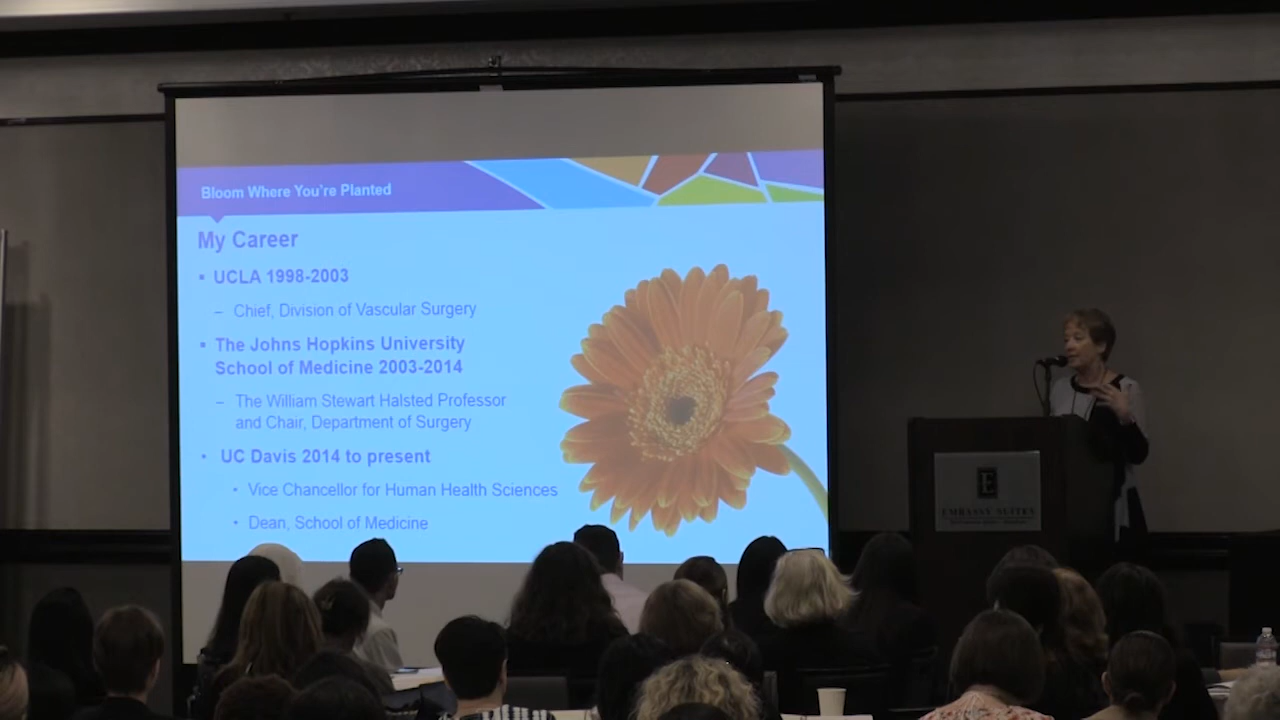 Bloom Where You're Planted
My Career
▪ UCLA 1998-2003
– Chief, Division of Vascular Surgery
▪ The Johns Hopkins University
School of Medicine 2003-2014
– The William Stewart Halsted Professor
and Chair, Department of Surgery
• UC Davis 2014 to present
• Vice Chancellor for Human Health Sciences
• Dean, School of Medicine
E
EMBASSY SUITES